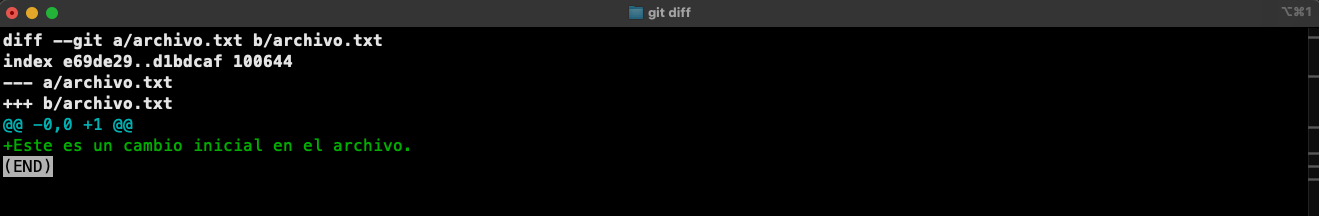 git diff
⌥⌘1
diff --git a/archivo.txt b/archivo.txt
index e69de29..d1bdcaf 100644
--- a/archivo.txt
+++ b/archivo.txt
@@ -0,0 +1 @@
+Este es un cambio inicial en el archivo.
(END)